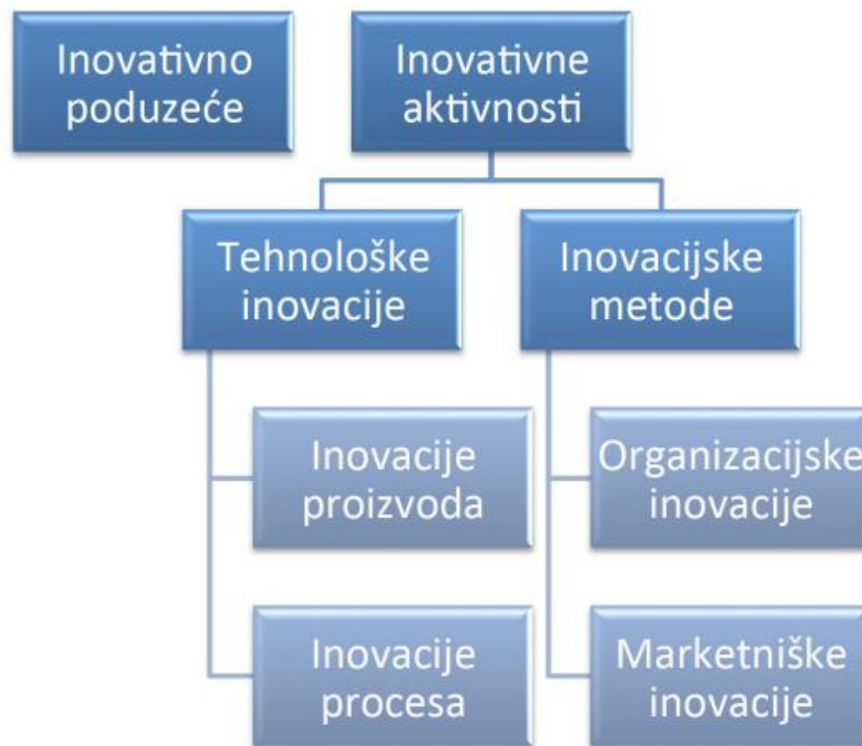 Inovativno
poduzeće
Inovativne
aktivnosti
Tehnološke
inovacije
Inovacijske
metode
Inovacije
proizvoda
Organizacijske
inovacije
Inovacije
procesa
Marketniške
inovacije